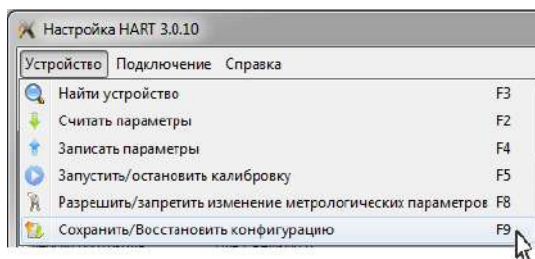 Настройка HART 3.0.10
Устройство Подключение Справка
Найти устройство F3
Считать параметры F2
Записать параметры F4
Запустить/остановить калибровку F5
Разрешить/запретить изменение метрологических параметров F8
Сохранить/Восстановить конфигурацию F9